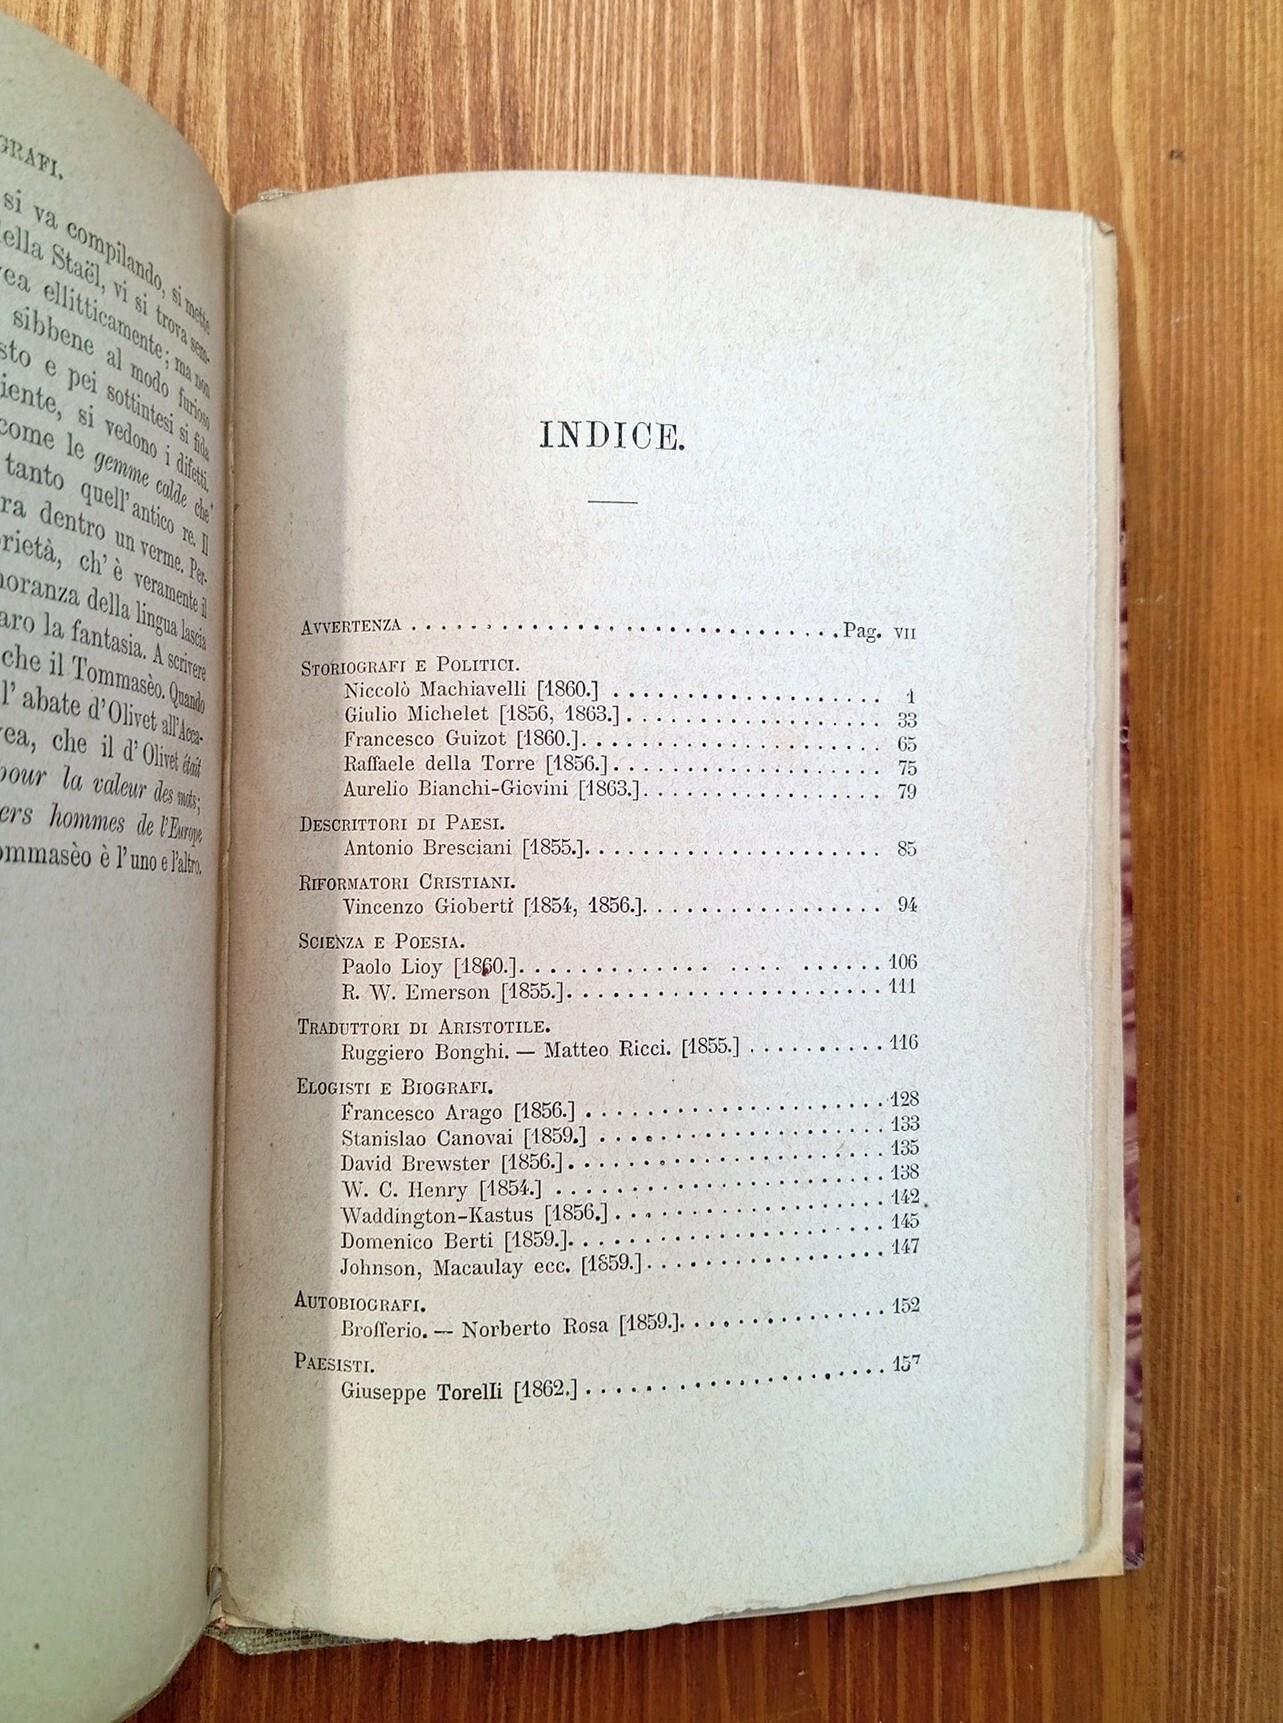 GRAFI.
si va compilando, si mette
della Staël, vi si trova sem-
ellitticamente; ma non
sibbene al modo furioso
e pei sottintesi si fida
si vedono i difetti.
come le gemme calde che
tanto quell'antico re. Il
dentro un verme. Per-
ch'è veramente il
della lingua lascia
la fantasia. A scrivere
che il Tommasèo. Quando
l'abate d'Olivet all'Acca-
che il d'Olivet était
pour la valeur des mots;
hommes de l'Europe
ommasèo è l'uno e l'altro.
INDICE.
AVVERTENZA . . . . . . . . . . . . . . . . . . . . . . . . . . . . Pag. VII
STORIOGRAFI E POLITICI.
Niccolò Machiavelli [1860.] . . . . . . . . . . . . . . . . . . 1
Giulio Michelet [1856, 1863.] . . . . . . . . . . . . . . . . . 33
Francesco Guizot [1860.]. . . . . . . . . . . . . . . . . . . . 65
Raffaele della Torre [1856.] . . . . . . . . . . . . . . . . . . 75
Aurelio Bianchi-Giovini [1863.]. . . . . . . . . . . . . . . . 79
DESCRITTORI DI PAESI.
Antonio Bresciani [1855.]. . . . . . . . . . . . . . . . . . . . 85
RIFORMATORI CRISTIANI.
Vincenzo Gioberti [1854, 1856.]. . . . . . . . . . . . . . . . 94
SCIENZA E POESIA.
Paolo Lioy [1860.]. . . . . . . . . . . . . . . . . . . . . . . 106
R. W. Emerson [1855.]. . . . . . . . . . . . . . . . . . . . . 111
TRADUTTORI DI ARISTOTILE.
Ruggiero Bonghi. — Matteo Ricci. [1855.] . . . . . . . . . . 116
ELOGISTI E BIOGRAFI.
Francesco Arago [1856.] . . . . . . . . . . . . . . . . . . . . 128
Stanislao Canovai [1859.] . . . . . . . . . . . . . . . . . . . 133
David Brewster [1856.] . . . . . . . . . . . . . . . . . . . . . 135
W. C. Henry [1854.] . . . . . . . . . . . . . . . . . . . . . . 138
Waddington-Kastus [1856.] . . . . . . . . . . . . . . . . . . 142
Domenico Berti [1859.]. . . . . . . . . . . . . . . . . . . . . 145
Johnson, Macaulay ecc. [1859.] . . . . . . . . . . . . . . . . 147
AUTOBIOGRAFI.
Brofferio. — Norberto Rosa [1859.]. . . . . . . . . . . . . . 152
PAESISTI.
Giuseppe Torelli [1862.] . . . . . . . . . . . . . . . . . . . . 157